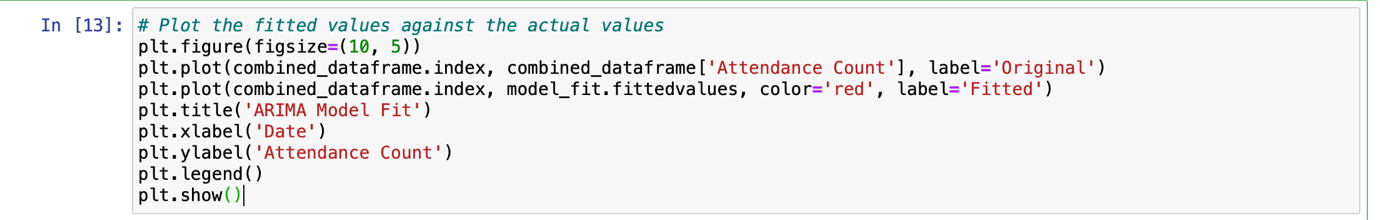 In [13]: # Plot the fitted values against the actual values
plt.figure(figsize=(10, 5))
plt.plot(combined_dataframe.index, combined_dataframe['Attendance Count'], label='Original')
plt.plot(combined_dataframe.index, model_fit.fittedvalues, color='red', label='Fitted')
plt.title('ARIMA Model Fit')
plt.xlabel('Date')
plt.ylabel('Attendance Count')
plt.legend()
plt.show()